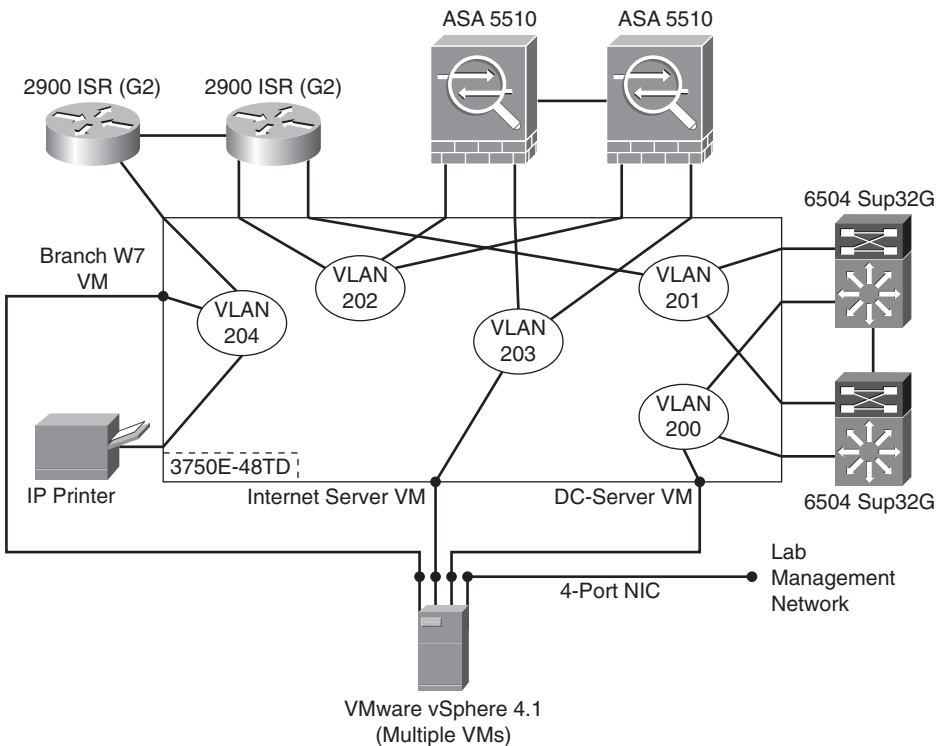 ASA 5510
ASA 5510
2900 ISR (G2)
2900 ISR (G2)
6504 Sup32G
Branch W7
VM
VLAN
202
VLAN
201
VLAN
204
VLAN
203
VLAN
200
3750E-48TD
IP Printer
Internet Server VM
DC-Server VM
6504 Sup32G
Lab
Management
Network
4-Port NIC
VMware vSphere 4.1
(Multiple VMs)